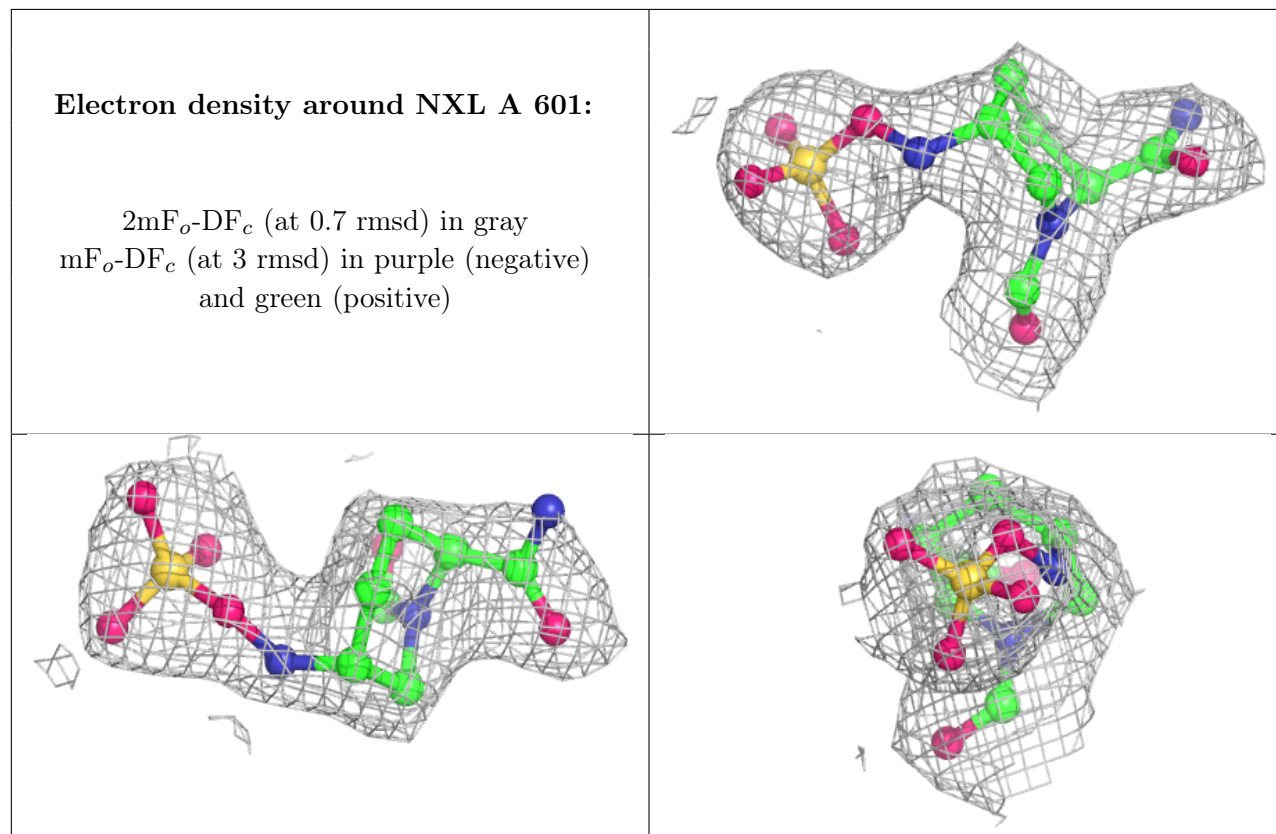 Electron density around NXL A 601:
2mFo-DFc (at 0.7 rmsd) in gray
mFo-DFc (at 3 rmsd) in purple (negative)
and green (positive)